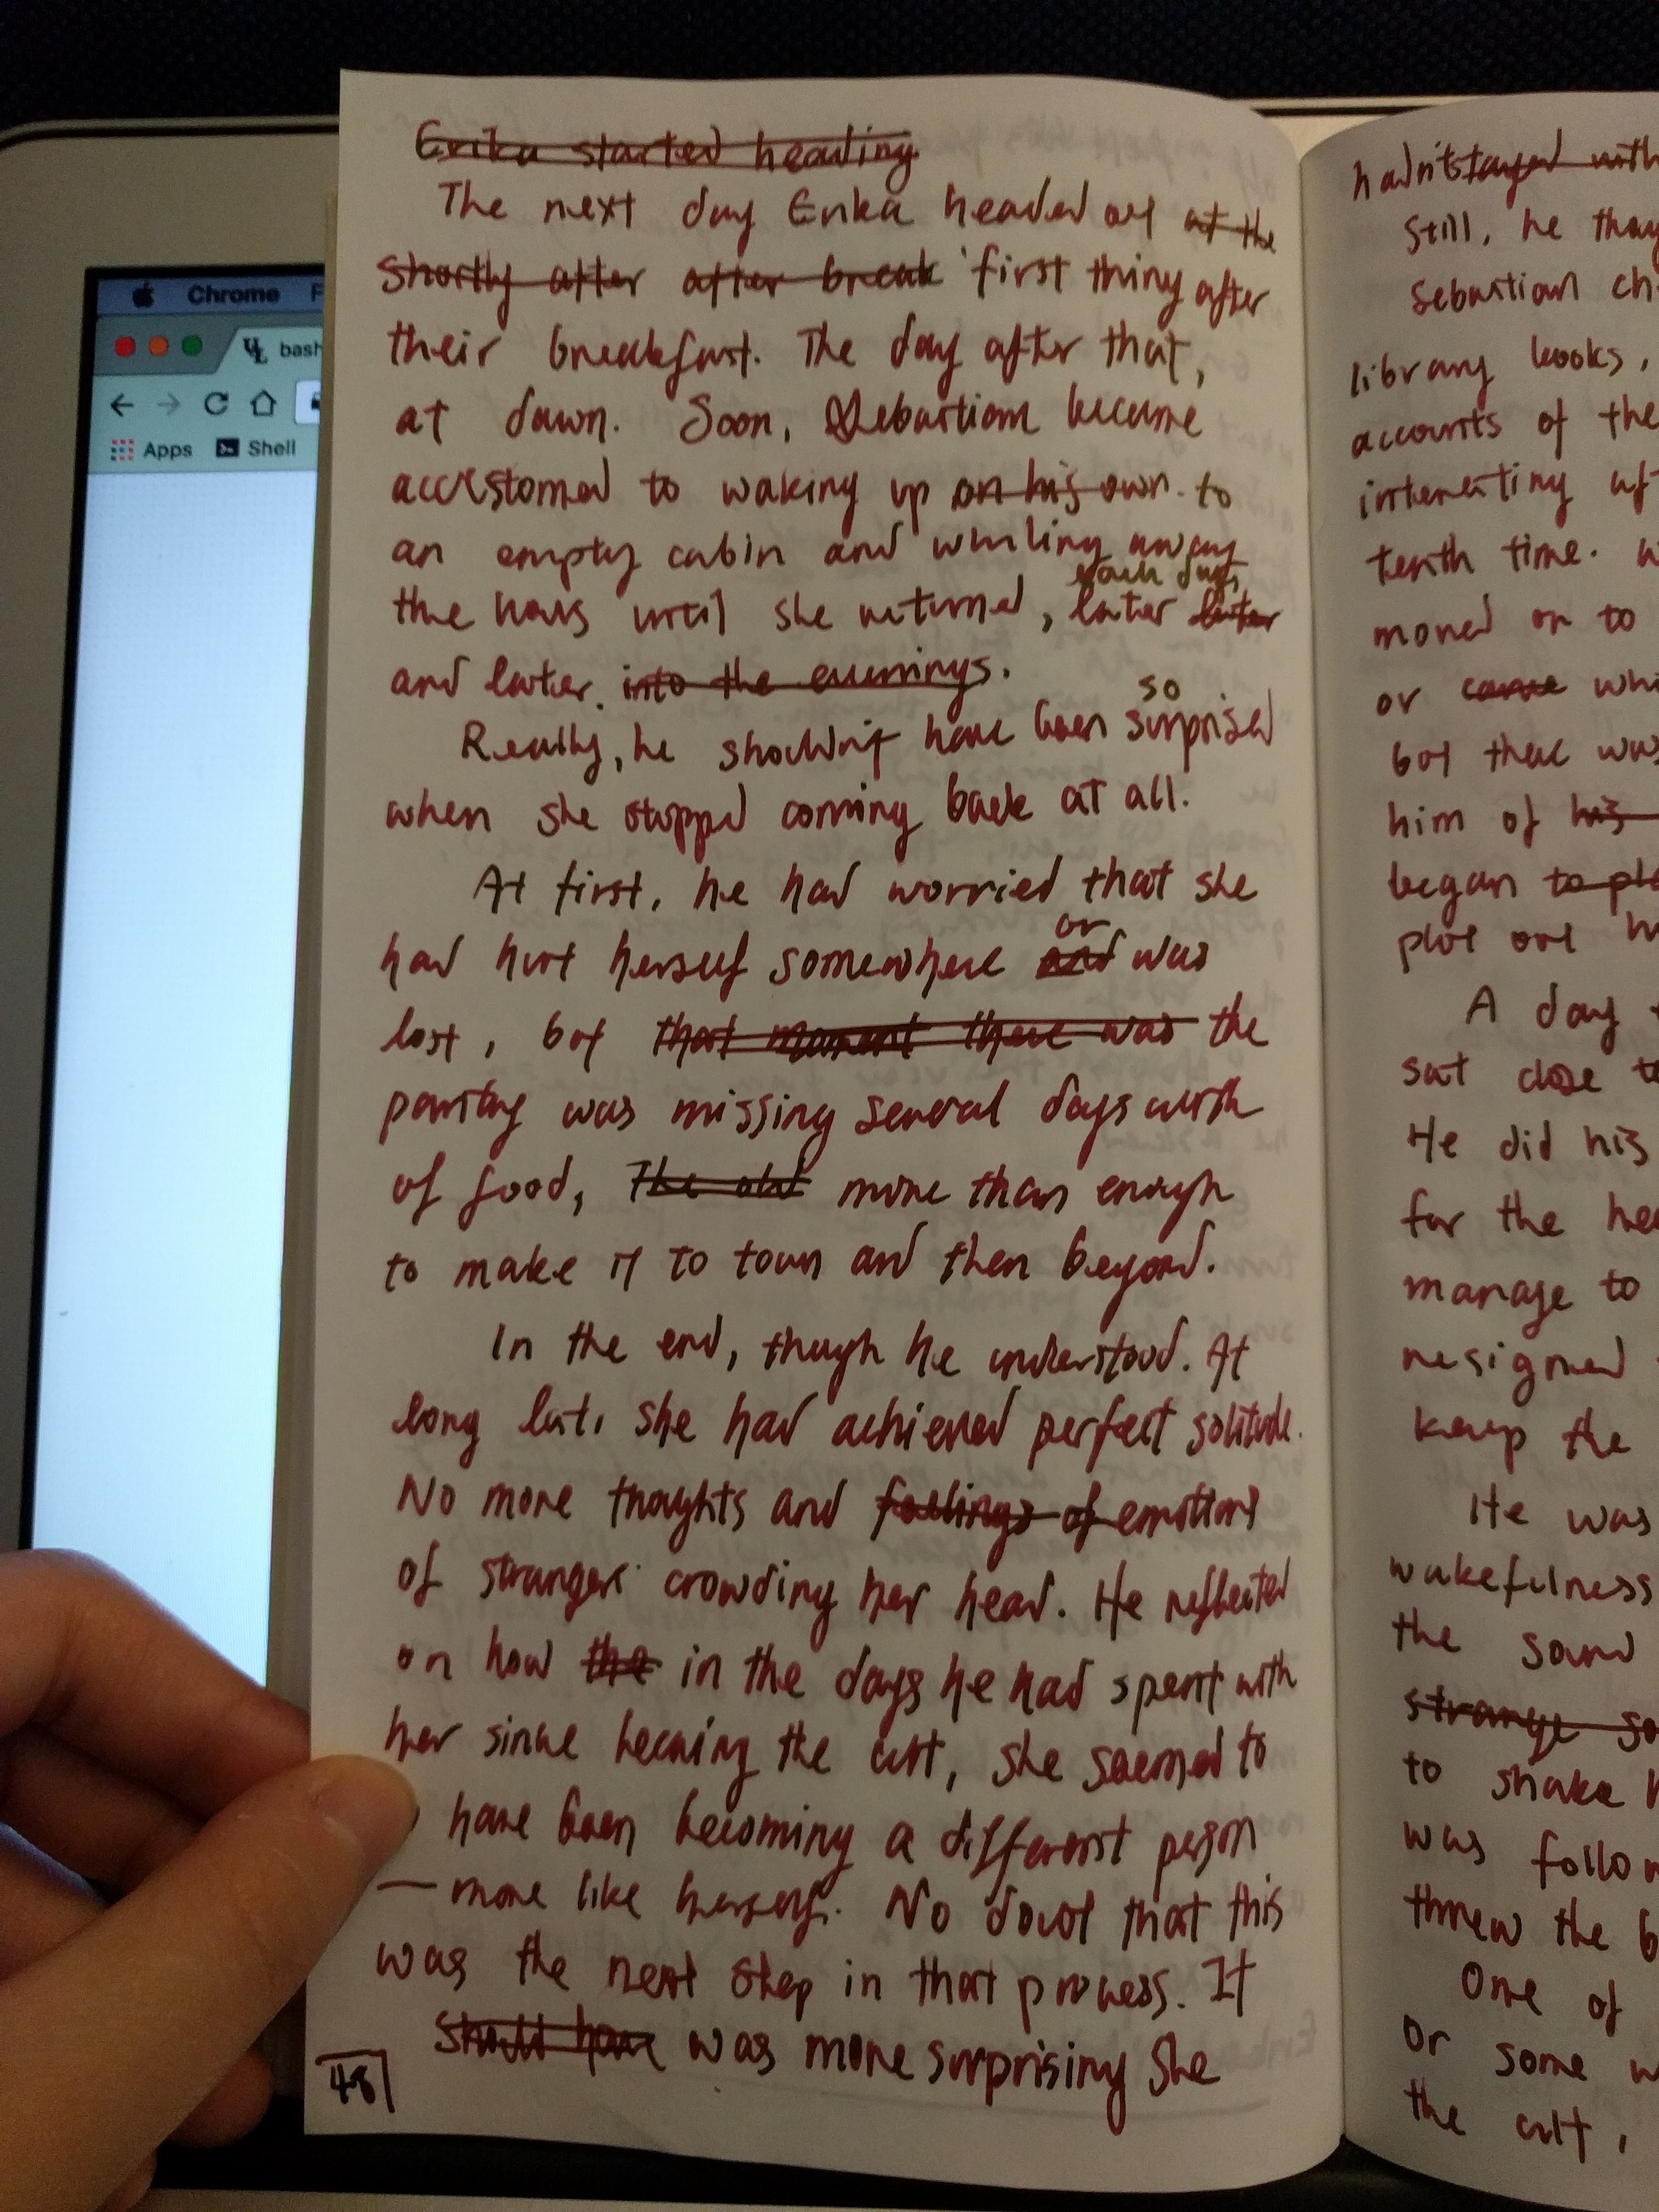 Chrome F
bash
Apps Shell
Erika started heading
The next day Erika headed off at the
shortly after after break first thing after
their breakfast. The day after that,
at dawn. Soon, Sebastian became
accustomed to waking up on his own. to
an empty cabin and whiling away
each day,
the hours until she returned, later later
and later. into the evenings.
so
Really, he shouldn't have been surprised
when she stopped coming back at all.
At first, he had worried that she
or
had hurt herself somewhere and was
lost, but that moment there was the
pantry was missing several days worth
of food, The old more than enough
to make it to town and then beyond.
In the end, though he understood. At
long last, she had achieved perfect solitude.
No more thoughts and feelings of emotions
of strangers crowding her head. He reflected
on how the in the days he had spent with
her since leaving the cult, she seemed to
have been becoming a different person
— more like herself. No doubt that this
was the next step in that process. It
should have was more surprising she
48
hadn't stayed with
Still, he
Sebastian
library books,
accounts of the
interesting
tenth time.
moved on to
or came
but that was
him of his
began to
plot out
A day
sat close
He did his
for the
manage to
resigned
keep the
He was
wakefulness
the sound
strange
to shake
was
threw the
One of
or some
the cult,